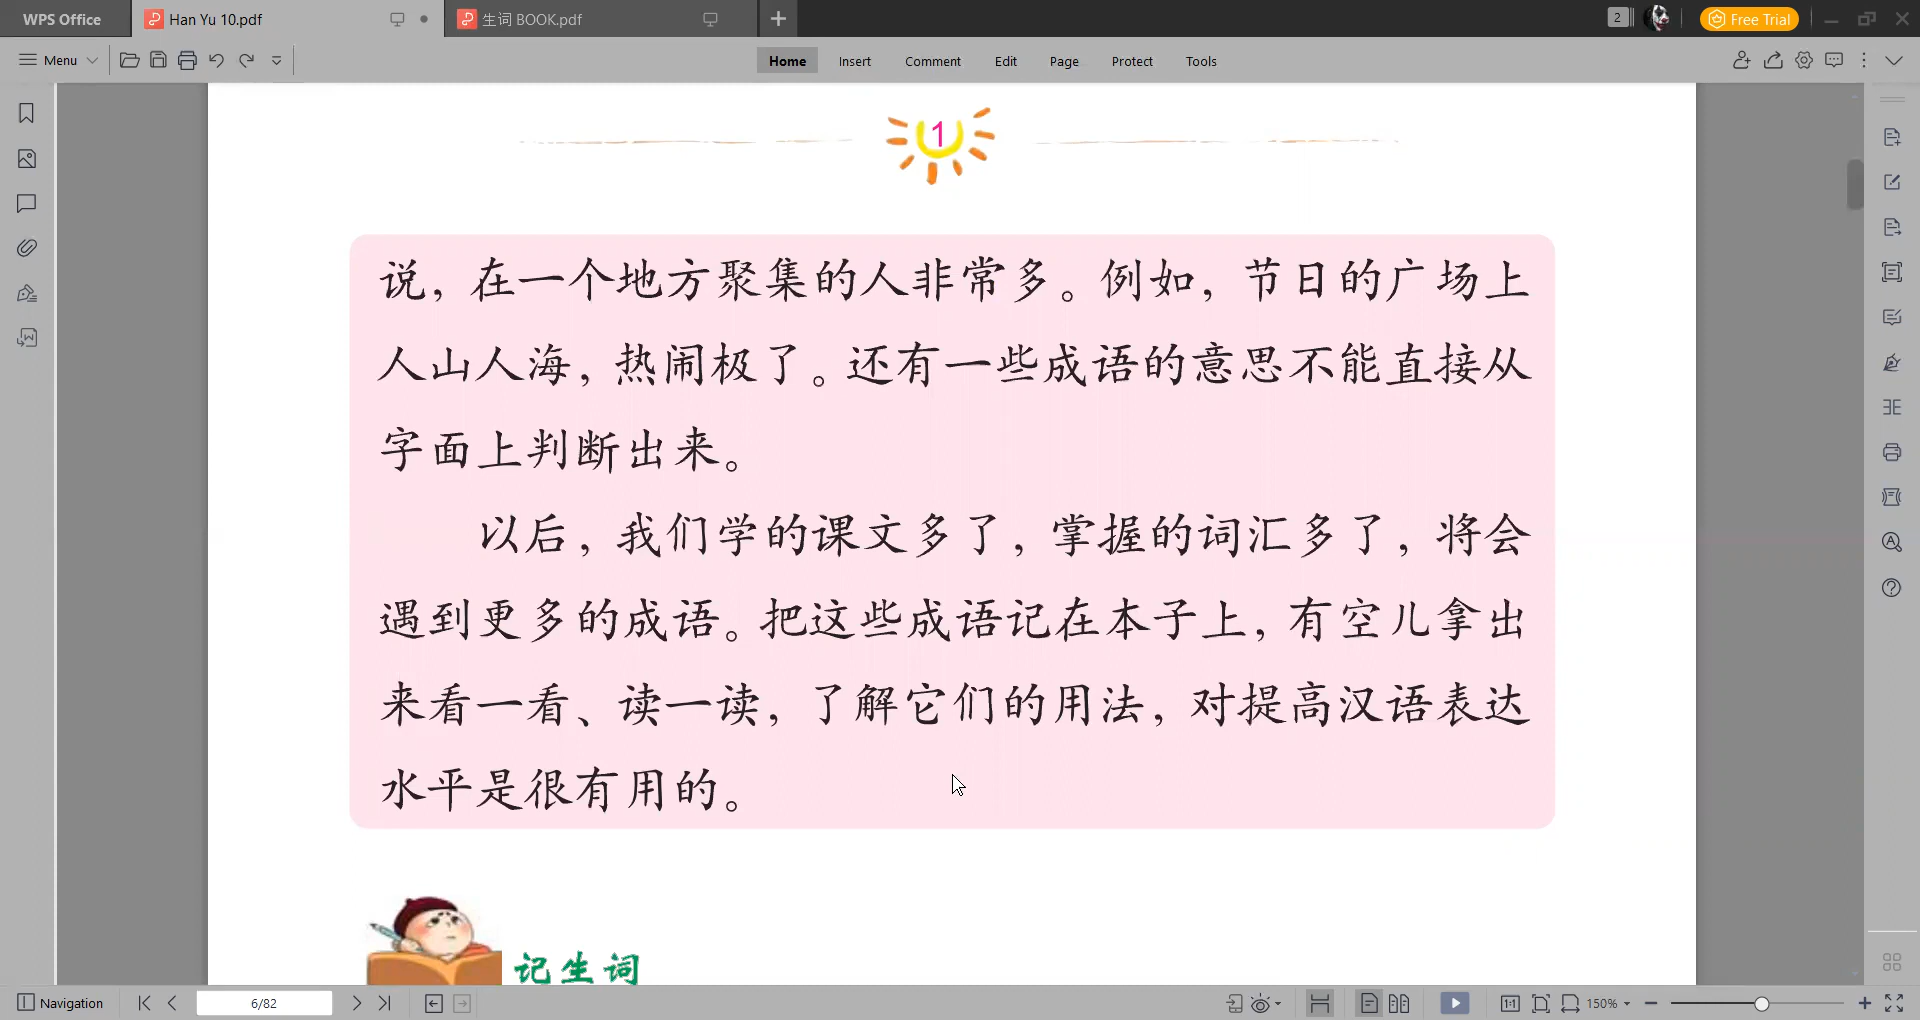 WPS Office
Han Yu 10.pdf
生词 BOOK.pdf
2
Free Trial
Menu
Home
Insert
Comment
Edit
Page
Protect
Tools
1
说，在一个地方聚集的人非常多。例如，节日的广场上
人山人海，热闹极了。还有一些成语的意思不能直接从
字面上判断出来。
以后，我们学的课文多了，掌握的词汇多了，将会
遇到更多的成语。把这些成语记在本子上，有空儿拿出
来看一看、读一读，了解它们的用法，对提高汉语表达
水平是很有用的。
记生词
Navigation
6/82
1:1
150%